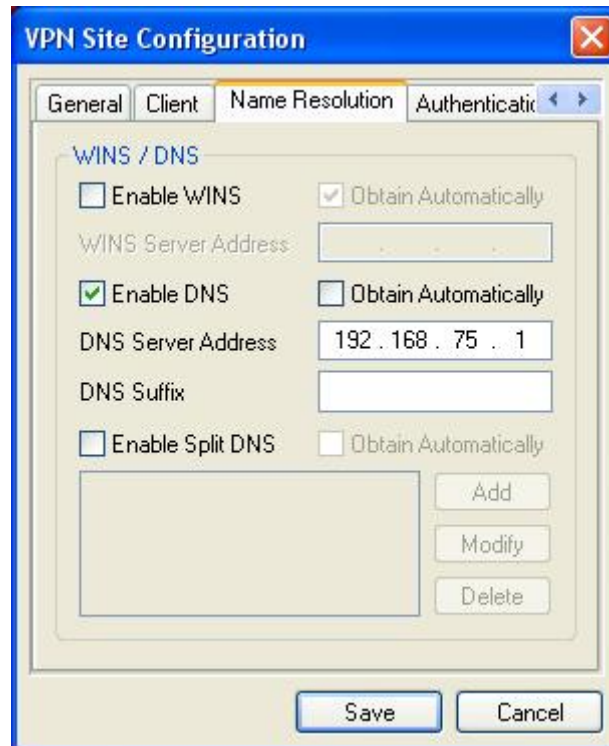 VPN Site Configuration
General Client Name Resolution Authenticatic
WINS / DNS
Enable WINS Obtain Automatically
WINS Server Address . . .
Enable DNS Obtain Automatically
DNS Server Address 192 . 168 . 75 . 1
DNS Suffix
Enable Split DNS Obtain Automatically
Add
Modify
Delete
Save Cancel